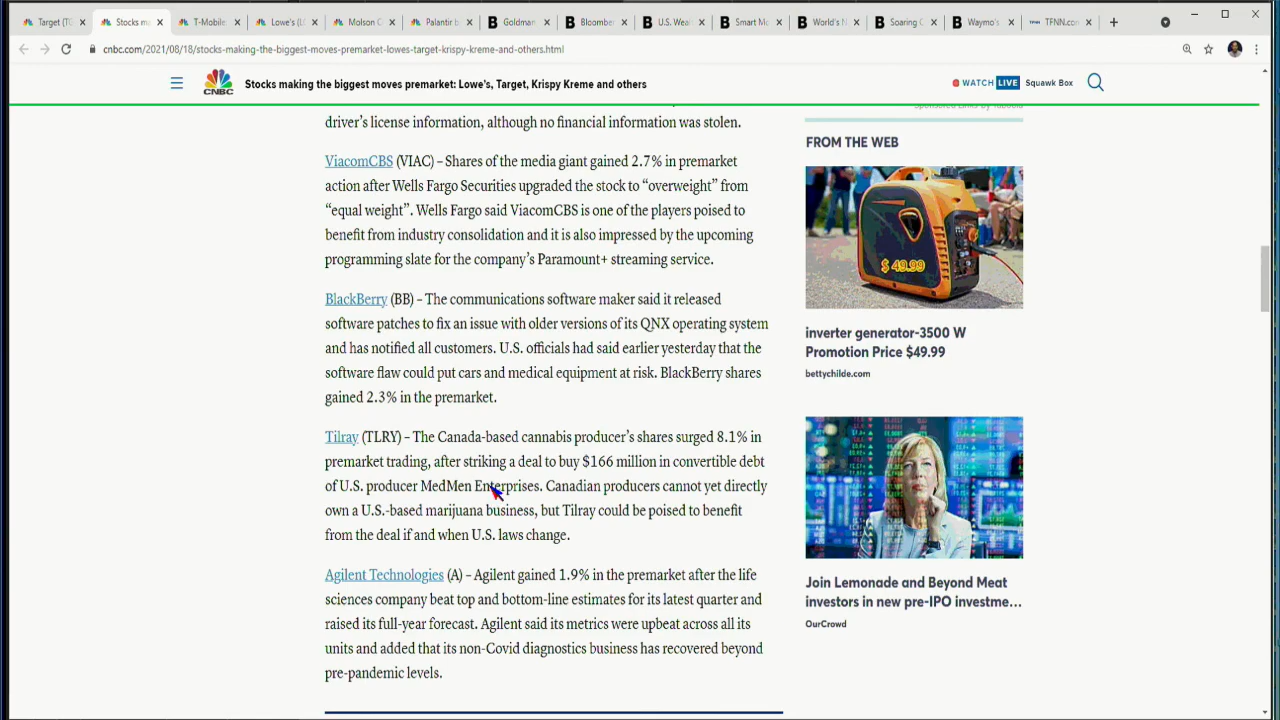 Target (TG
Stocks ma
T-Mobile
Lowe's (LO
Molson C
Palantir b
Goldman
Bloomber
U.S. Weal
Smart Mo
World's N
Soaring C
Waymo's
TFNN.com
cnbc.com/2021/08/18/stocks-making-the-biggest-moves-premarket-lowes-target-krispy-kreme-and-others.html
CNBC
Stocks making the biggest moves premarket: Lowe's, Target, Krispy Kreme and others
WATCH LIVE Squawk Box
driver's license information, although no financial information was stolen.
ViacomCBS (VIAC) – Shares of the media giant gained 2.7% in premarket
action after Wells Fargo Securities upgraded the stock to “overweight” from
“equal weight”. Wells Fargo said ViacomCBS is one of the players poised to
benefit from industry consolidation and it is also impressed by the upcoming
programming slate for the company's Paramount+ streaming service.
BlackBerry (BB) – The communications software maker said it released
software patches to fix an issue with older versions of its QNX operating system
and has notified all customers. U.S. officials had said earlier yesterday that the
software flaw could put cars and medical equipment at risk. BlackBerry shares
gained 2.3% in the premarket.
Tilray (TLRY) – The Canada-based cannabis producer's shares surged 8.1% in
premarket trading, after striking a deal to buy $166 million in convertible debt
of U.S. producer MedMen Enterprises. Canadian producers cannot yet directly
own a U.S.-based marijuana business, but Tilray could be poised to benefit
from the deal if and when U.S. laws change.
Agilent Technologies (A) – Agilent gained 1.9% in the premarket after the life
sciences company beat top and bottom-line estimates for its latest quarter and
raised its full-year forecast. Agilent said its metrics were upbeat across all its
units and added that its non-Covid diagnostics business has recovered beyond
pre-pandemic levels.
Sponsored Links by Taboola
FROM THE WEB
$ 49.99
inverter generator-3500 W
Promotion Price $49.99
bettychilde.com
Join Lemonade and Beyond Meat
investors in new pre-IPO investme…
OurCrowd